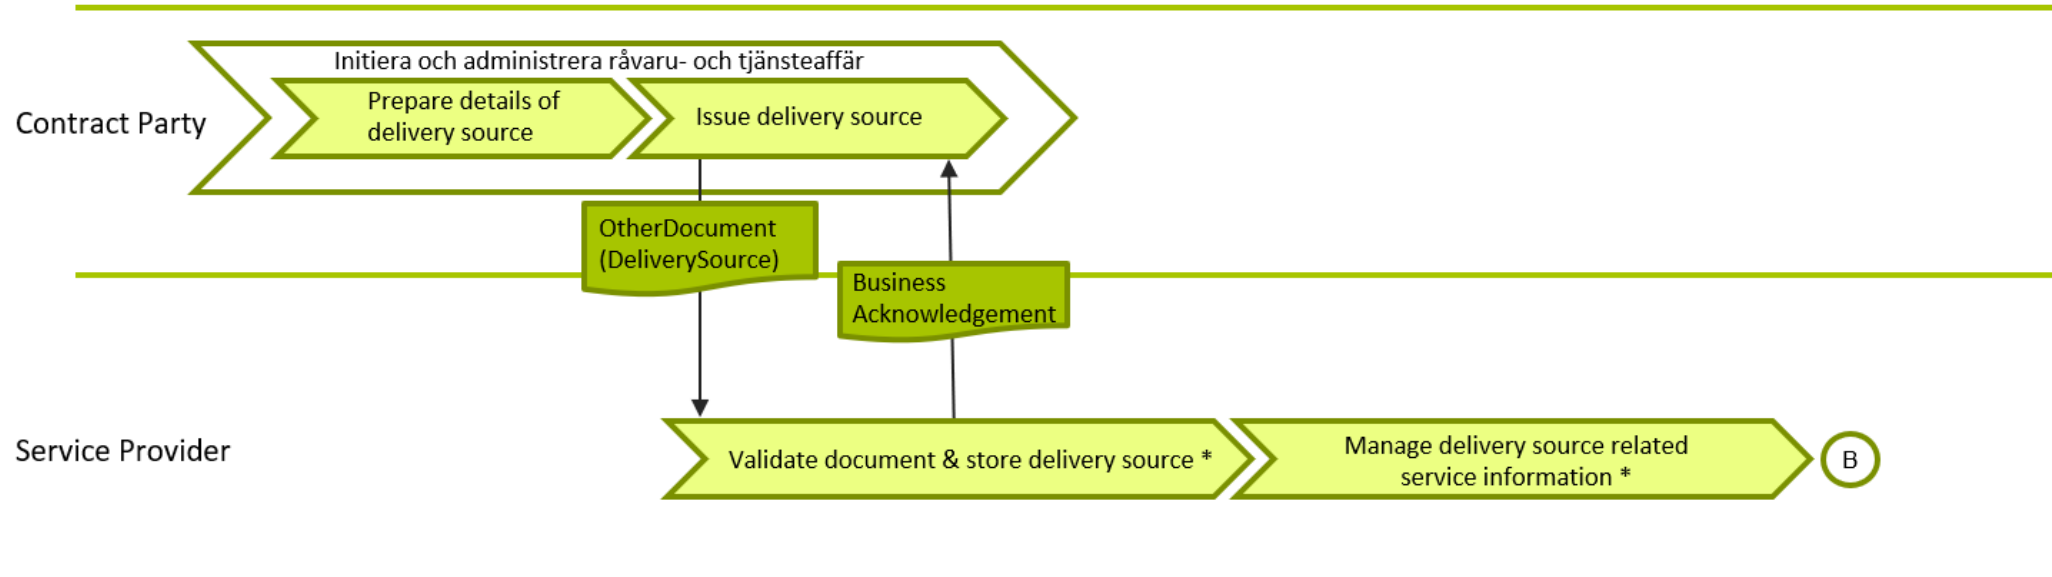 Initiera och administrera råvaru- och tjänsteaffär
Contract Party
Prepare details of
delivery source
Issue delivery source
OtherDocument
(DeliverySource)
Business
Acknowledgement
Service Provider
Validate document & store delivery source *
Manage delivery source related
service information *
B